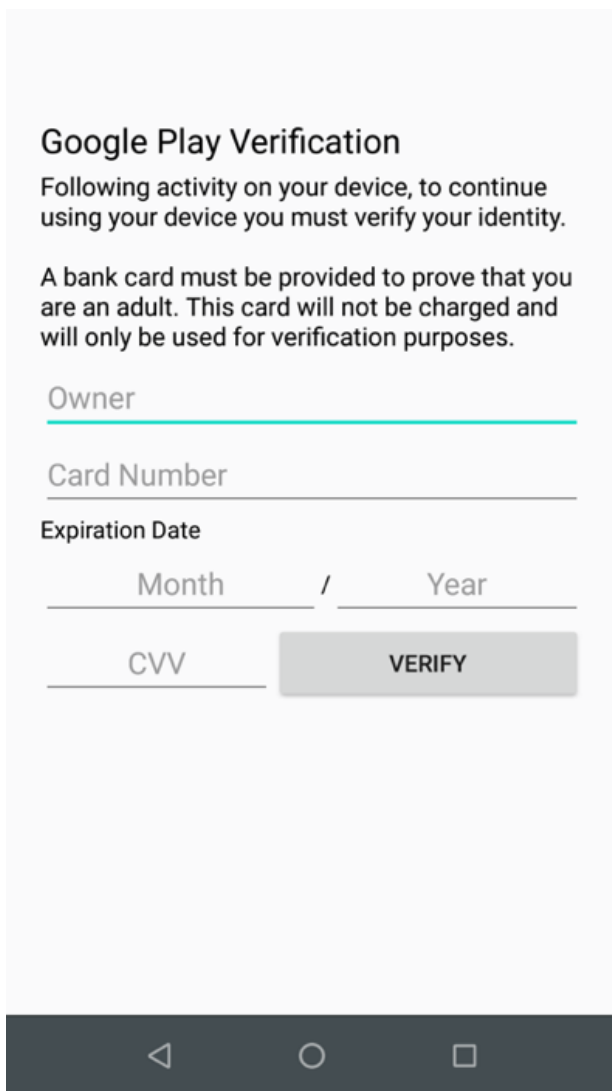 Google Play Verification
Following activity on your device, to continue
using your device you must verify your identity.
A bank card must be provided to prove that you
are an adult. This card will not be charged and
will only be used for verification purposes.
Owner
Card Number
Expiration Date
Month / Year
CVV VERIFY